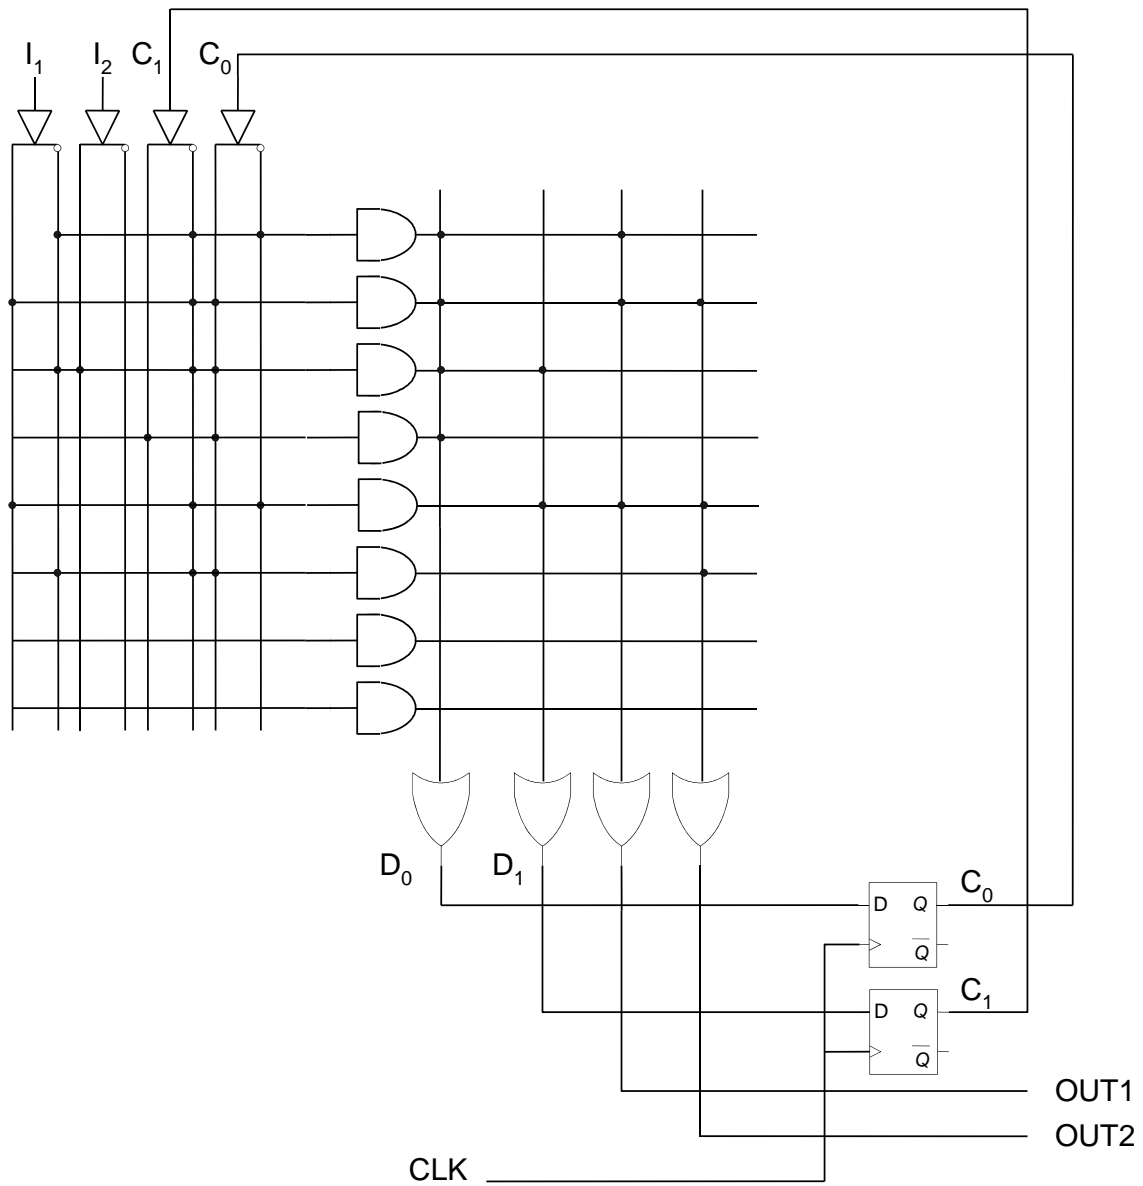 I₁ I₂ C₁ C₀
D₀ D₁
D Q C₀
Q̅
D Q C₁
Q̅
OUT1
OUT2
CLK